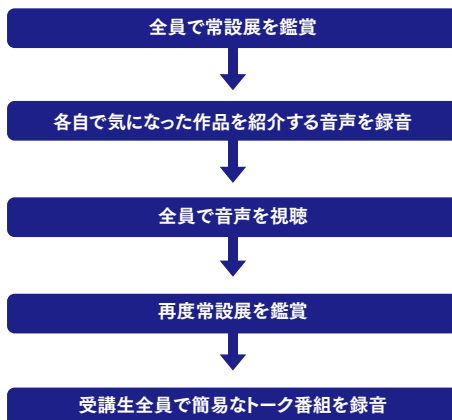 全員で常設展を鑑賞
各自で気になった作品を紹介する音声を録音
全員で音声を視聴
再度常設展を鑑賞
受講生全員で簡易なトーク番組を録音